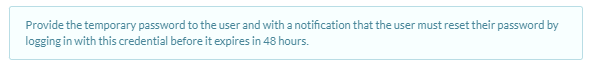 Provide the temporary password to the user and with a notification that the user must reset their password by
logging in with this credential before it expires in 48 hours.